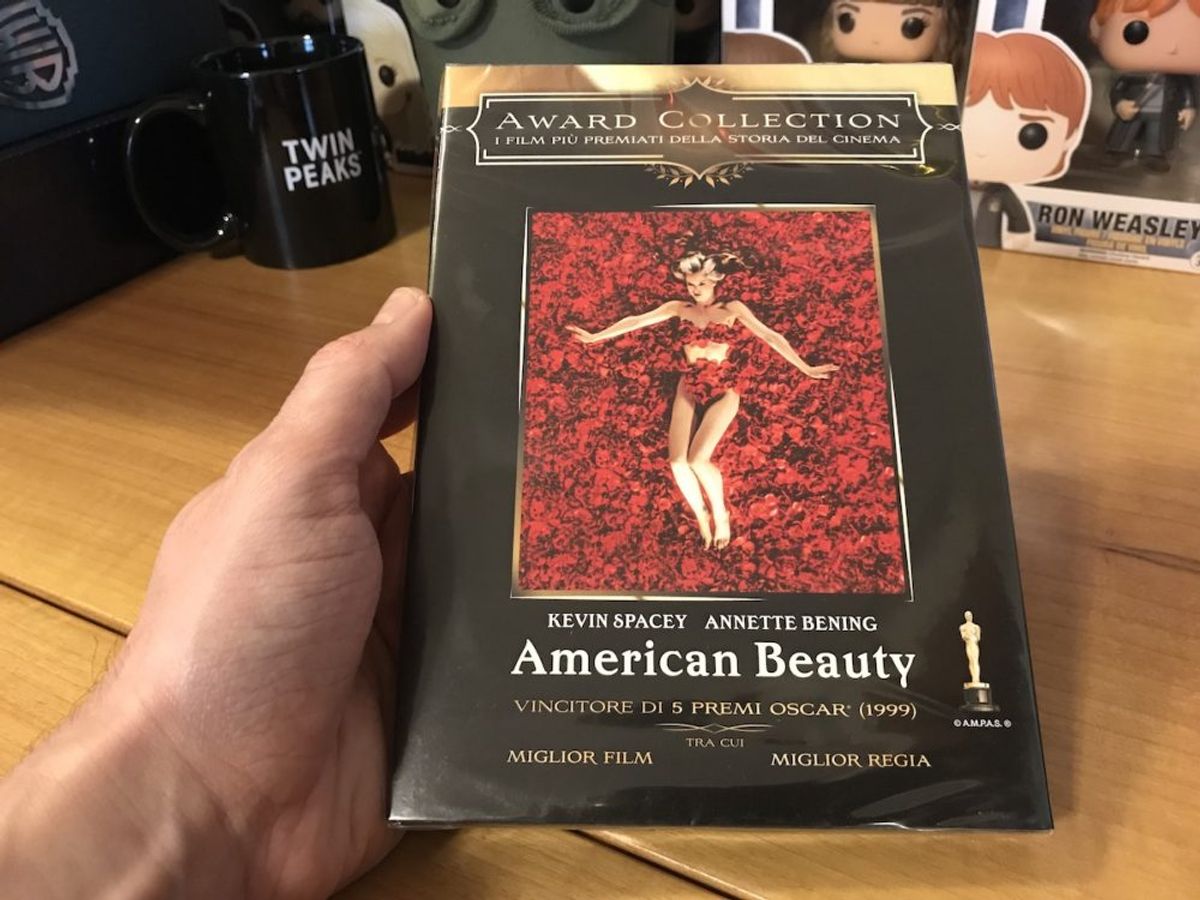 WB
TWIN
PEAKS
AWARD COLLECTION
I FILM PIÙ PREMIATI DELLA STORIA DEL CINEMA
RON WEASLEY
KEVIN SPACEY ANNETTE BENING
American Beauty
VINCITORE DI 5 PREMI OSCAR® (1999)
TRA CUI
MIGLIOR FILM MIGLIOR REGIA
© A.M.P.A.S. ®